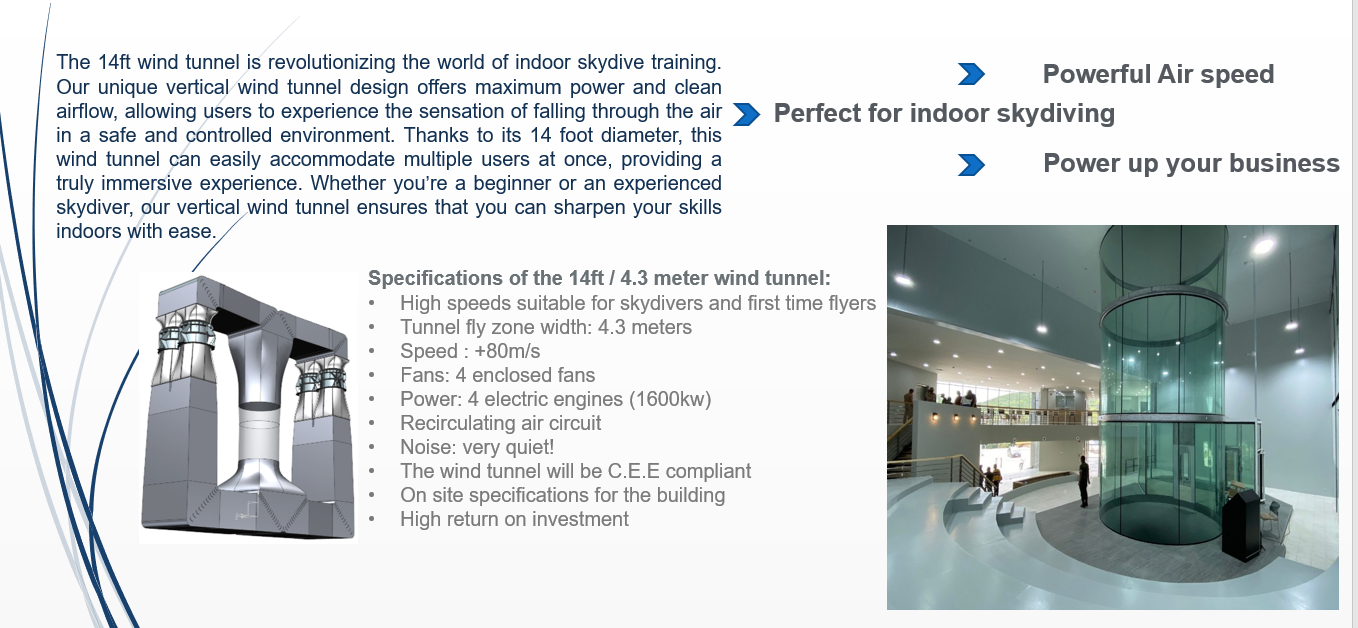 The 14ft wind tunnel is revolutionizing the world of indoor skydive training.
Our unique vertical wind tunnel design offers maximum power and clean
airflow, allowing users to experience the sensation of falling through the air
in a safe and controlled environment. Thanks to its 14 foot diameter, this
wind tunnel can easily accommodate multiple users at once, providing a
truly immersive experience. Whether you’re a beginner or an experienced
skydiver, our vertical wind tunnel ensures that you can sharpen your skills
indoors with ease.
Powerful Air speed
Perfect for indoor skydiving
Power up your business
Specifications of the 14ft / 4.3 meter wind tunnel:
• High speeds suitable for skydivers and first time flyers
• Tunnel fly zone width: 4.3 meters
• Speed : +80m/s
• Fans: 4 enclosed fans
• Power: 4 electric engines (1600kw)
• Recirculating air circuit
• Noise: very quiet!
• The wind tunnel will be C.E.E compliant
• On site specifications for the building
• High return on investment